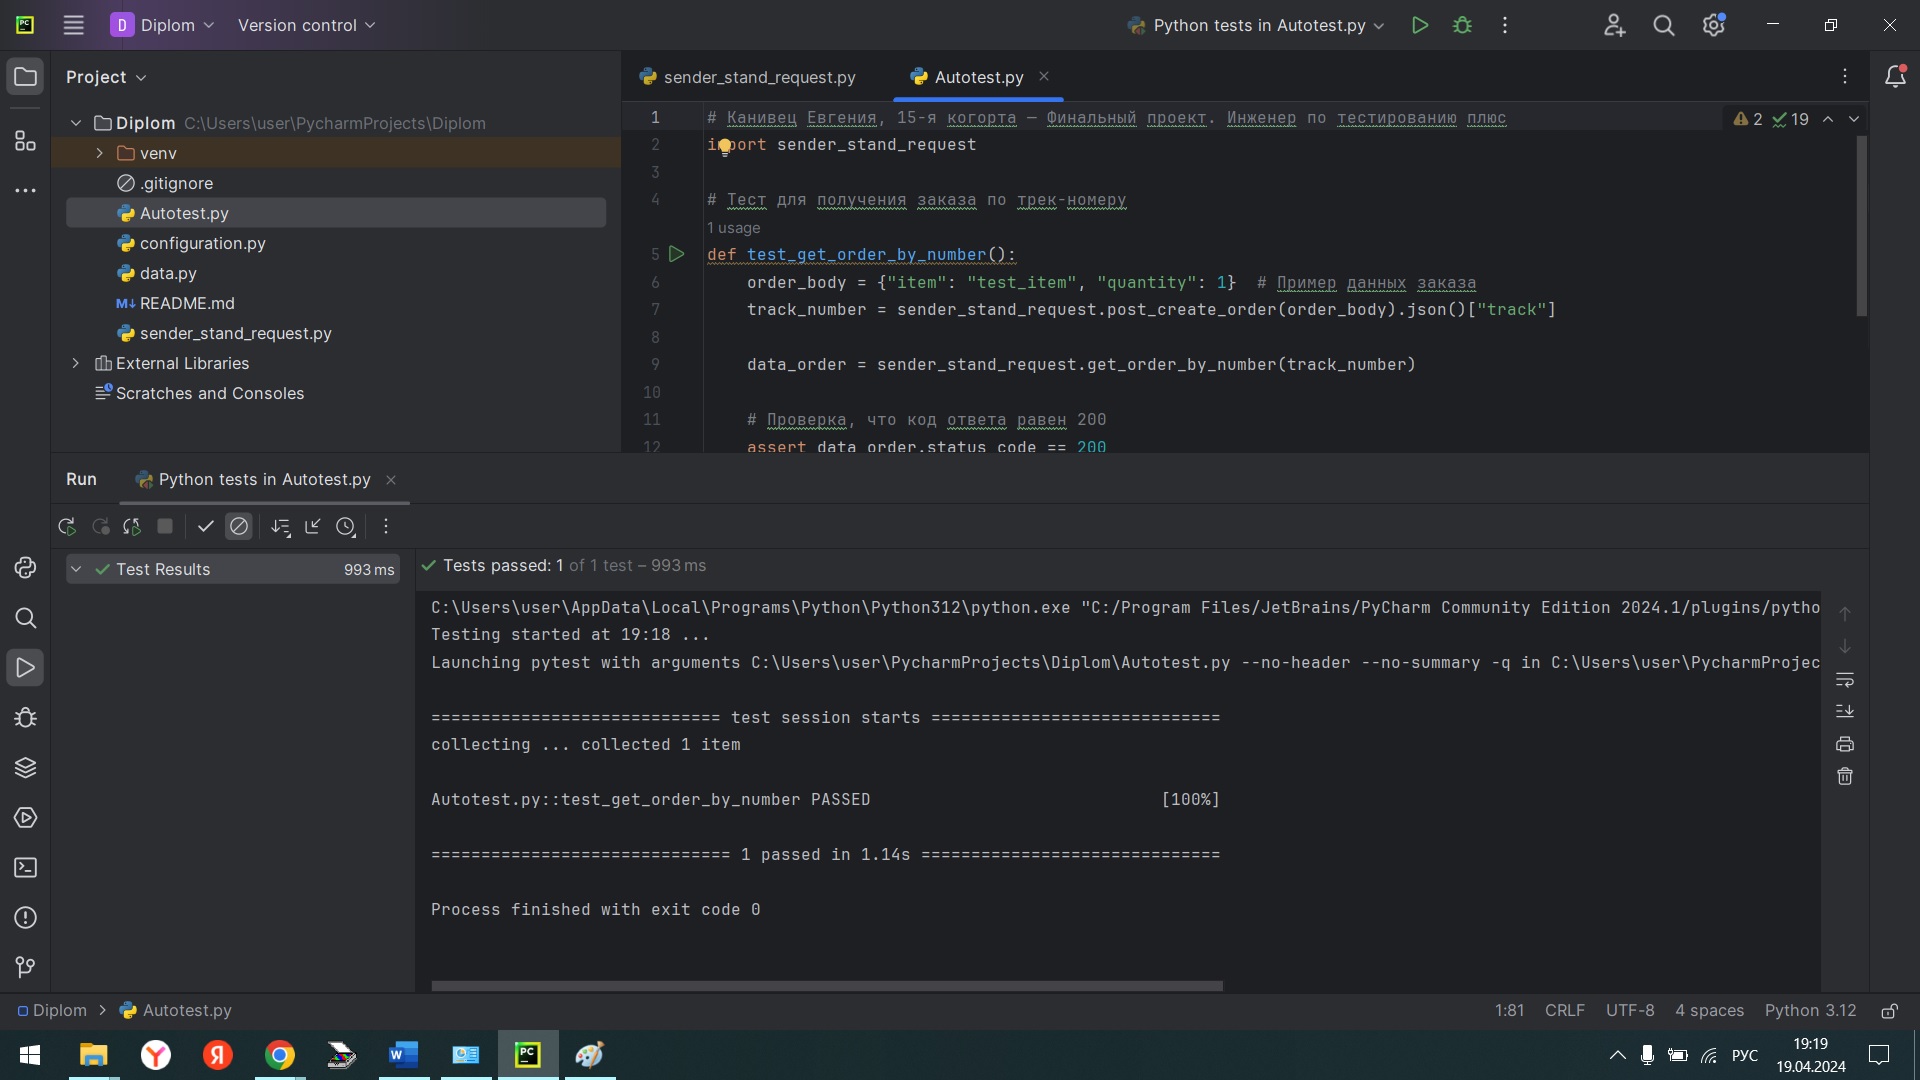 Diplom
Version control
Python tests in Autotest.py
Project
Diplom C:\Users\user\PycharmProjects\Diplom
venv
.gitignore
Autotest.py
configuration.py
data.py
README.md
sender_stand_request.py
External Libraries
Scratches and Consoles
sender_stand_request.py
Autotest.py
2 19
1 # Канивец Евгения, 15-я когорта — Финальный проект. Инженер по тестированию плюс
2 import sender_stand_request
3
4 # Тест для получения заказа по трек-номеру
1 usage
5 def test_get_order_by_number():
6 order_body = {"item": "test_item", "quantity": 1}  # Пример данных заказа
7 track_number = sender_stand_request.post_create_order(order_body).json()["track"]
8
9 data_order = sender_stand_request.get_order_by_number(track_number)
10
11 # Проверка, что код ответа равен 200
12 assert data_order.status_code == 200
Run
Python tests in Autotest.py
Test Results 993 ms
Tests passed: 1 of 1 test – 993 ms
C:\Users\user\AppData\Local\Programs\Python\Python312\python.exe "C:/Program Files/JetBrains/PyCharm Community Edition 2024.1/plugins/pytho
Testing started at 19:18 ...
Launching pytest with arguments C:\Users\user\PycharmProjects\Diplom\Autotest.py --no-header --no-summary -q in C:\Users\user\PycharmProjec
============================= test session starts =============================
collecting ... collected 1 item
Autotest.py::test_get_order_by_number PASSED [100%]
============================== 1 passed in 1.14s ==============================
Process finished with exit code 0
Diplom > Autotest.py
1:81 CRLF UTF-8 4 spaces Python 3.12
РУС
19:19
19.04.2024